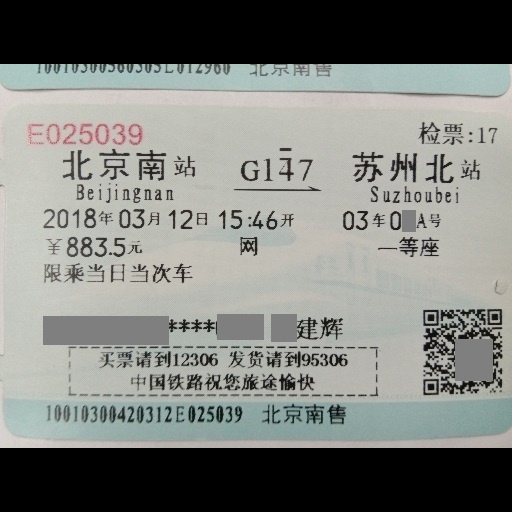 10010300360303E012960 北京南售
E025039 检票:17
北京南站 G147 苏州北站
Beijingnan Suzhoubei
2018年03月12日 15:46开 03车0 A号
￥883.5元 网 一等座
限乘当日当次车
**** 建辉
买票请到12306 发货请到95306
中国铁路祝您旅途愉快
10010300420312E025039 北京南售